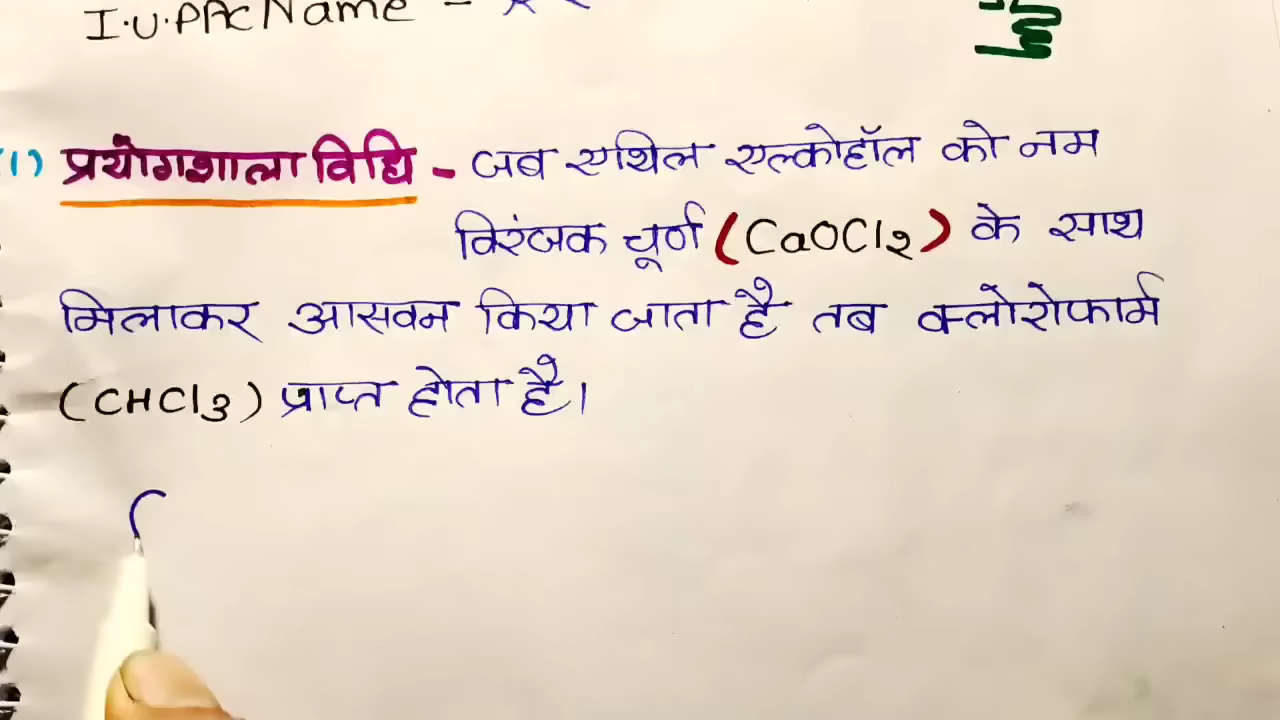 I.U.PAC Name -
(1) प्रयोगशाला विधि - जब एथिल एल्कोहॉल को नम
विरंजक चूर्ण (CaOCl2) के साथ
मिलाकर आसवन किया जाता है तब क्लोरोफार्म
(CHCl3) प्राप्त होता है।